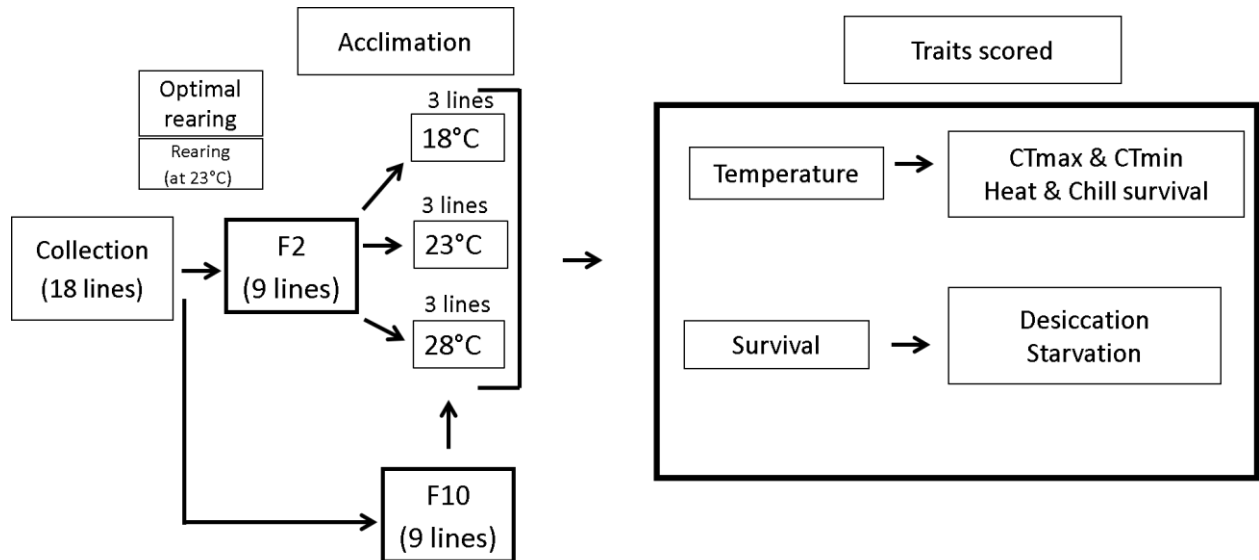 Acclimation
Traits scored
Optimal
rearing
Rearing
(at 23°C)
Collection
(18 lines)
F2
(9 lines)
3 lines
18°C
3 lines
23°C
3 lines
28°C
F10
(9 lines)
Temperature
CTmax & CTmin
Heat & Chill survival
Survival
Desiccation
Starvation